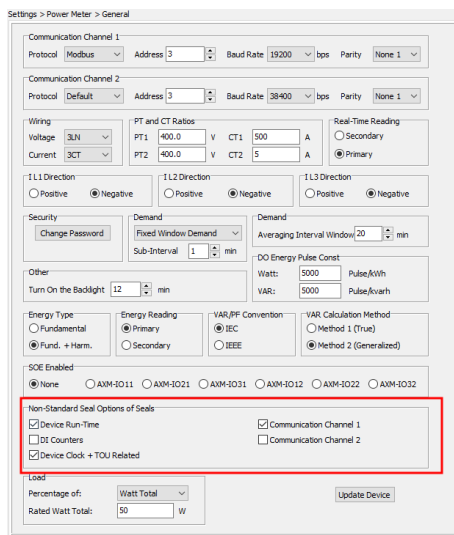 Settings > Power Meter > General
Communication Channel 1
Protocol Modbus Address 3 Baud Rate 19200 bps Parity None 1
Communication Channel 2
Protocol Default Address 3 Baud Rate 38400 bps Parity None 1
Wiring PT and CT Ratios Real-Time Reading
Voltage 3LN PT1 400.0 V CT1 500 A Secondary
Current 3CT PT2 400.0 V CT2 5 A Primary
I L1 Direction I L2 Direction I L3 Direction
Positive Negative Positive Negative Positive Negative
Security Demand Demand
Change Password Fixed Window Demand Averaging Interval Window 20 min
Sub-Interval 1 min
DO Energy Pulse Const
Other Watt: 5000 Pulse/kWh
Turn On the Backlight 12 min VAR: 5000 Pulse/kvarh
Energy Type Energy Reading VAR/PF Convention VAR Calculation Method
Fundamental Primary IEC Method 1 (True)
Fund. + Harm. Secondary IEEE Method 2 (Generalized)
SOE Enabled
None AXM-IO11 AXM-IO21 AXM-IO31 AXM-IO12 AXM-IO22 AXM-IO32
Non-Standard Seal Options of Seals
Device Run-Time Communication Channel 1
DI Counters Communication Channel 2
Device Clock + TOU Related
Load
Percentage of: Watt Total Update Device
Rated Watt Total: 50 W